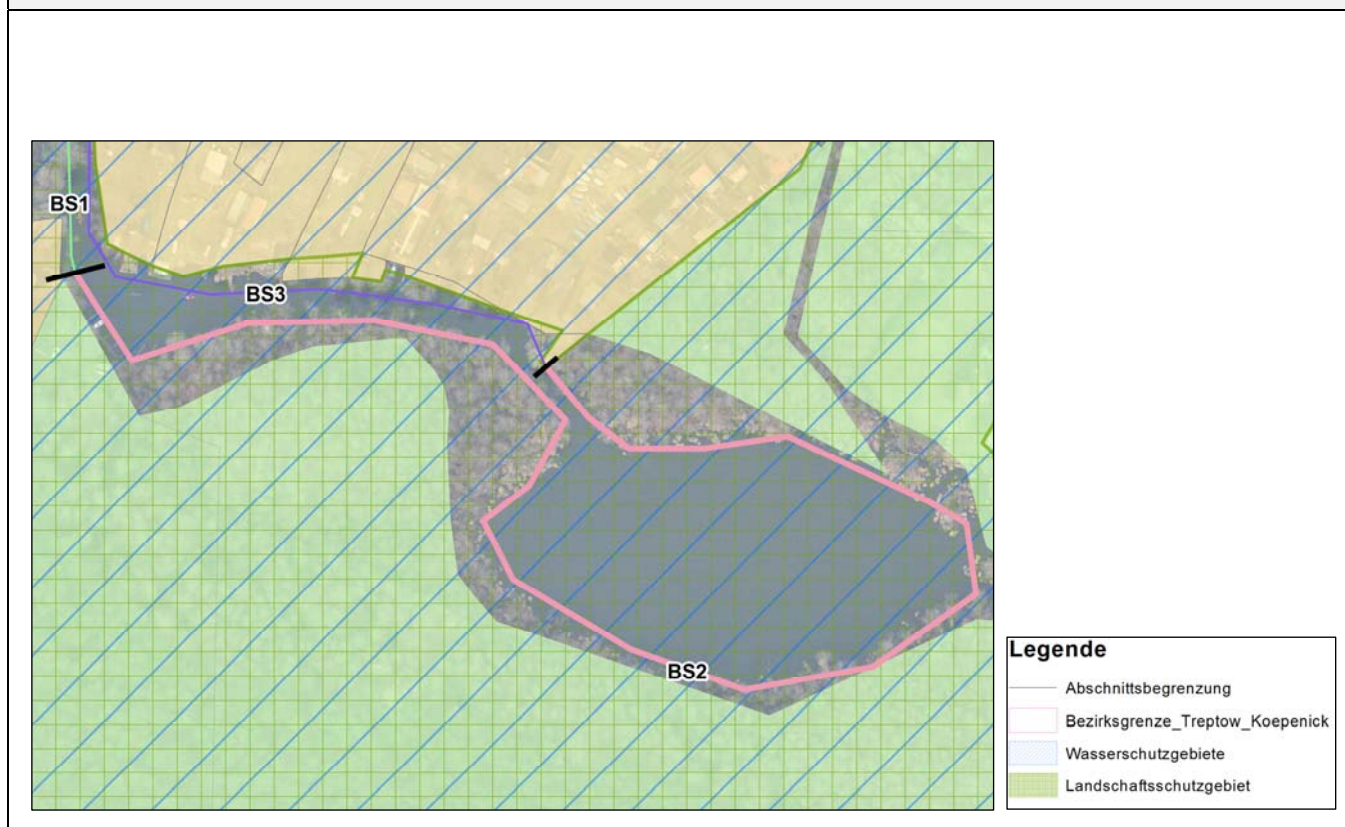 BS1
BS3
BS2
Legende
Abschnittsbegrenzung
Bezirksgrenze_Treptow_Koepenick
Wasserschutzgebiete
Landschaftsschutzgebiet